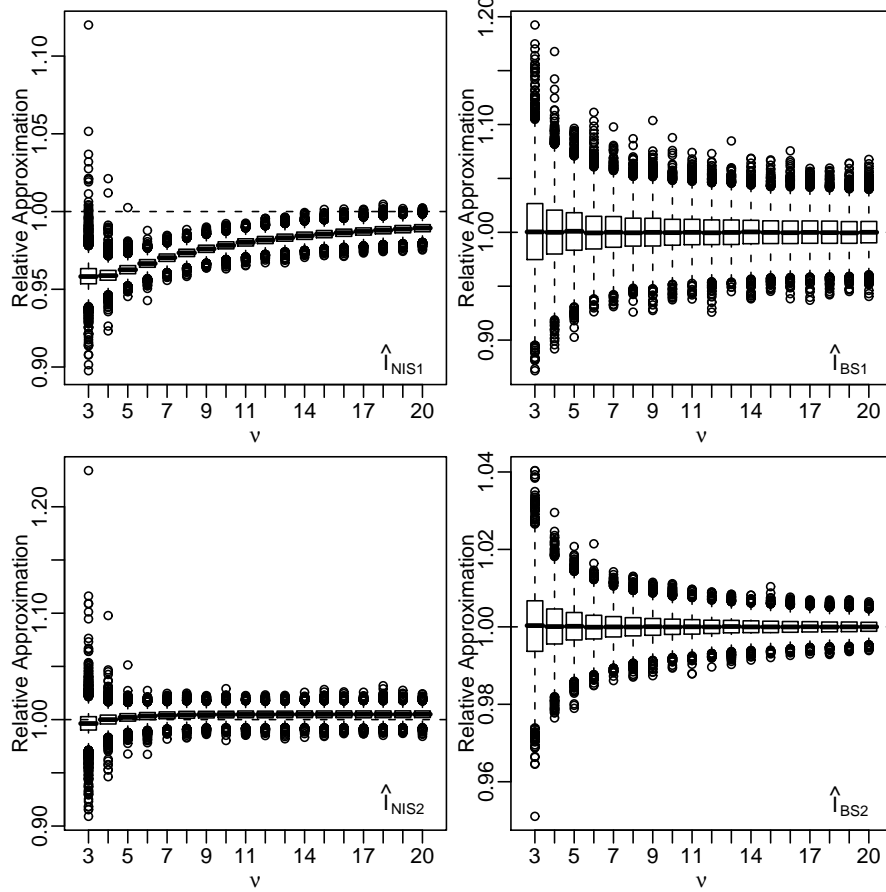 Relative Approximation
1.10
1.05
1.00
0.95
0.90
ÎNIS1
3 5 7 9 11 14 17 20
ν
Relative Approximation
1.20
1.10
1.00
0.90
ÎBS1
3 5 7 9 11 14 17 20
ν
Relative Approximation
1.20
1.10
1.00
0.90
ÎNIS2
3 5 7 9 11 14 17 20
ν
Relative Approximation
1.04
1.02
1.00
0.98
0.96
ÎBS2
3 5 7 9 11 14 17 20
ν